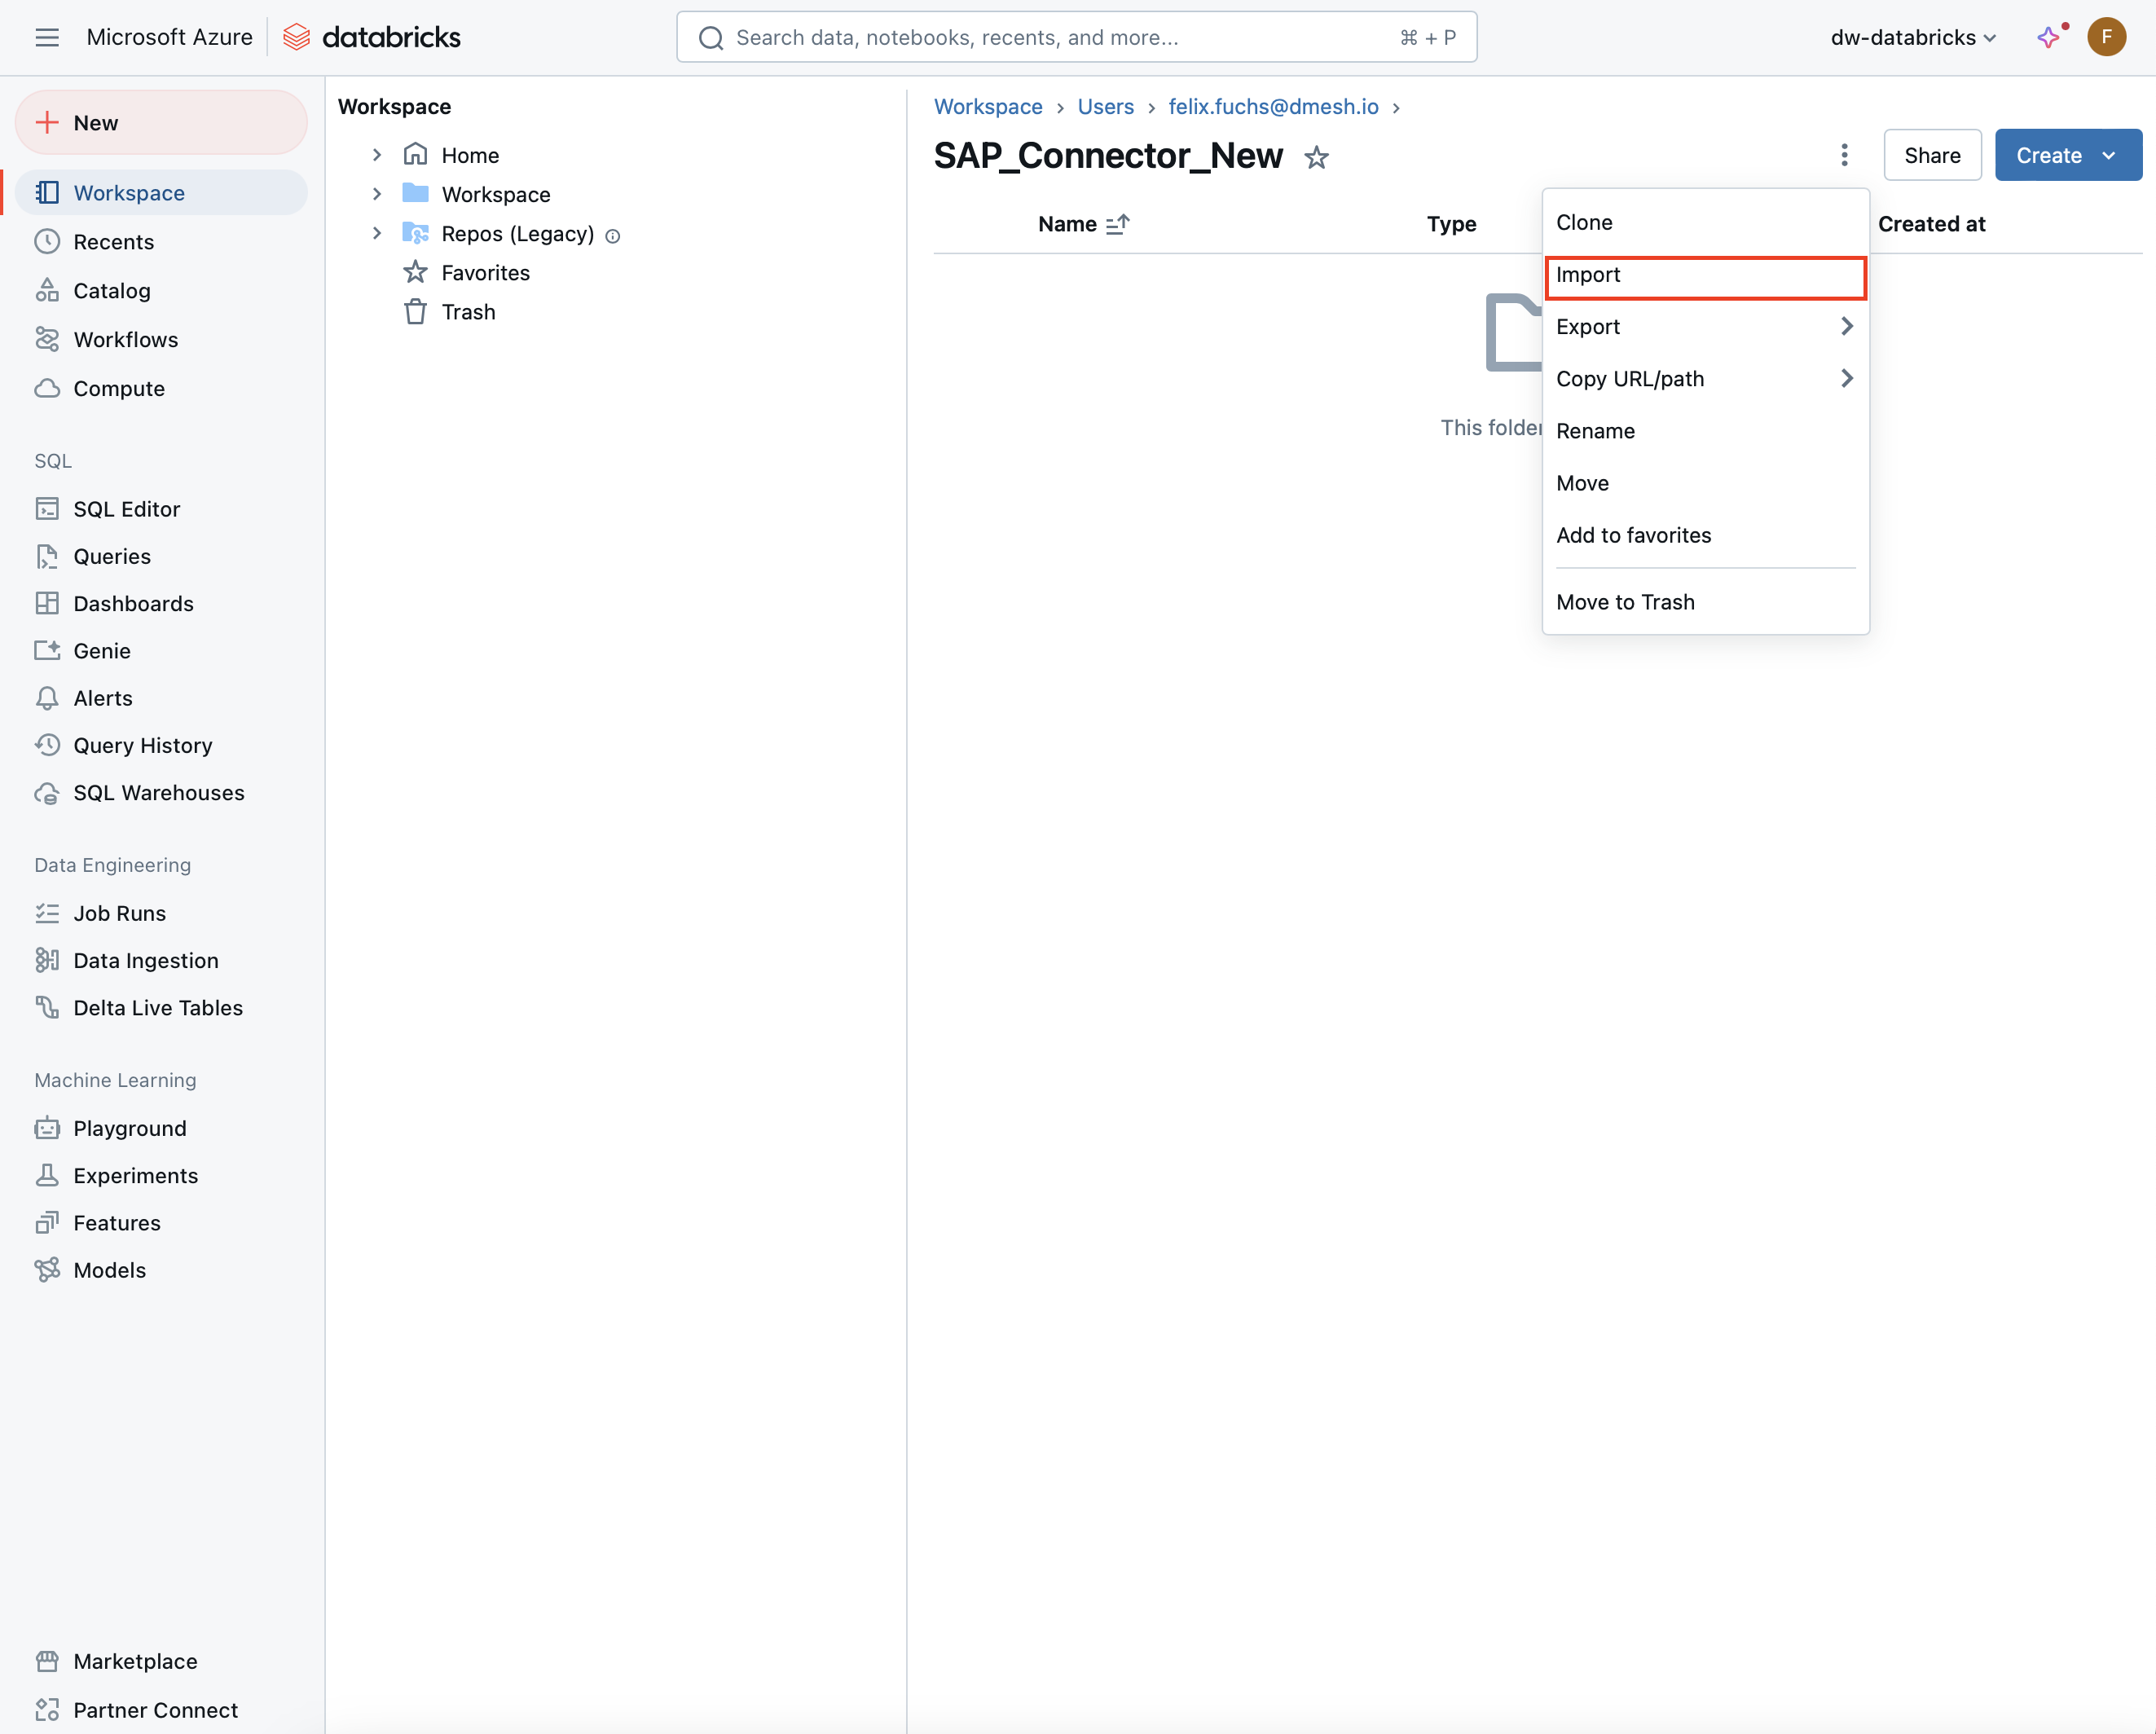 Microsoft Azure databricks
Search data, notebooks, recents, and more... ⌘ + P
dw-databricks
F
New
Workspace
Recents
Catalog
Workflows
Compute
SQL
SQL Editor
Queries
Dashboards
Genie
Alerts
Query History
SQL Warehouses
Data Engineering
Job Runs
Data Ingestion
Delta Live Tables
Machine Learning
Playground
Experiments
Features
Models
Marketplace
Partner Connect
Workspace
Home
Workspace
Repos (Legacy)
Favorites
Trash
Workspace > Users > felix.fuchs@dmesh.io >
SAP_Connector_New
Share
Create
Name Type Created at
This folder
Clone
Import
Export
Copy URL/path
Rename
Move
Add to favorites
Move to Trash